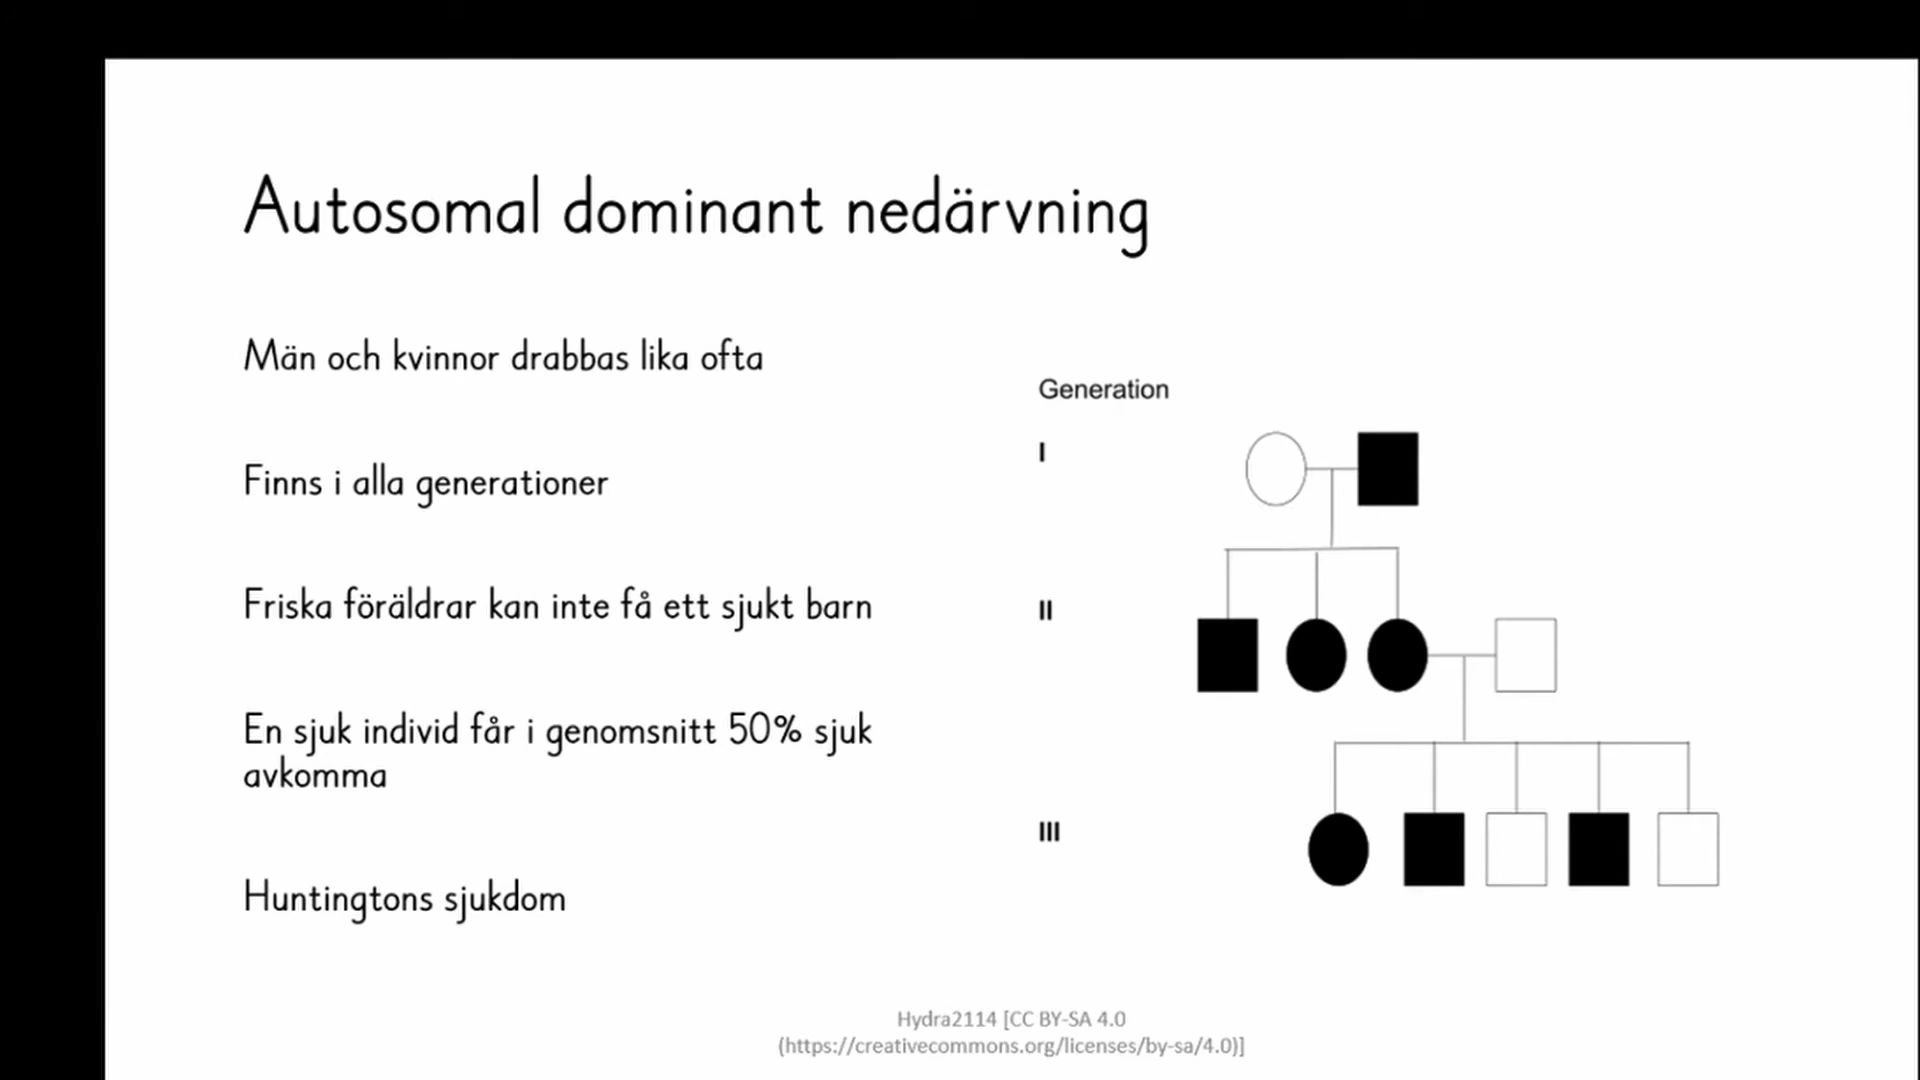 Autosomal dominant nedärvning
Män och kvinnor drabbas lika ofta
Finns i alla generationer
Friska föräldrar kan inte få ett sjukt barn
En sjuk individ får i genomsnitt 50% sjuk
avkomma
Huntingtons sjukdom
Generation
I
II
III
Hydra2114 [CC BY-SA 4.0
(https://creativecommons.org/licenses/by-sa/4.0)]